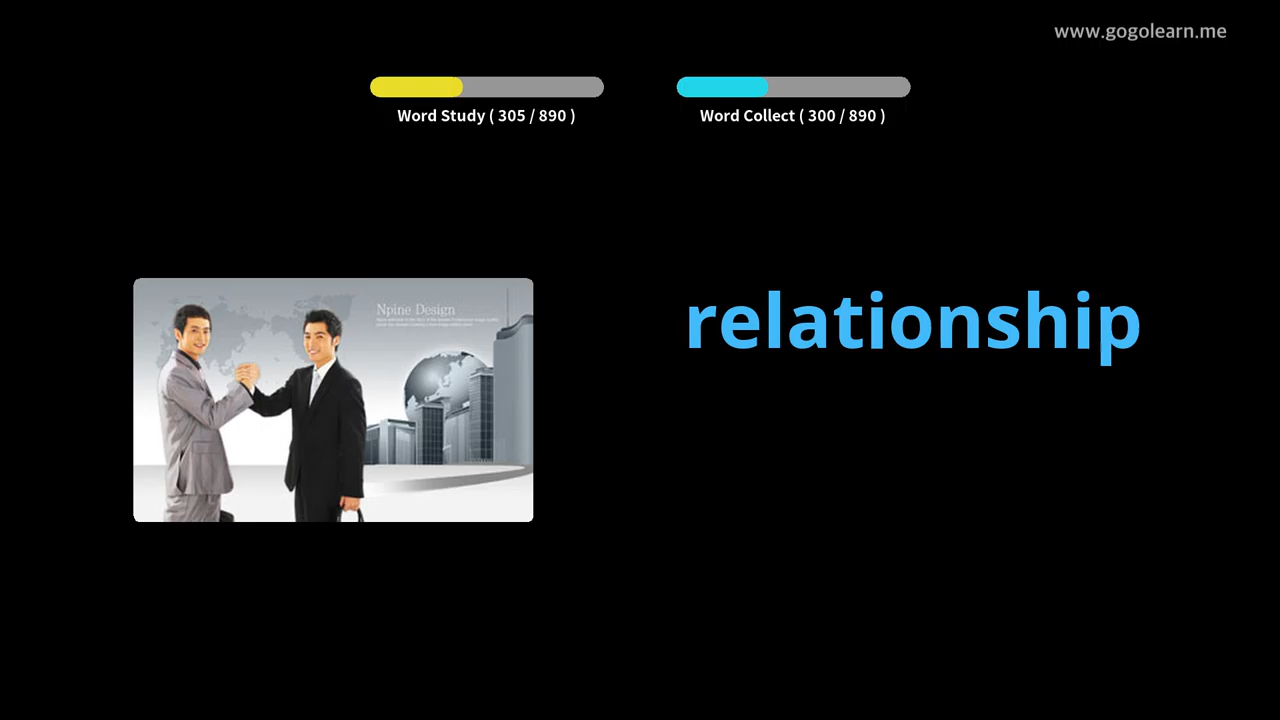 www.gogolearn.me
Word Study ( 305 / 890 )
Word Collect ( 300 / 890 )
Npine Design
relationship